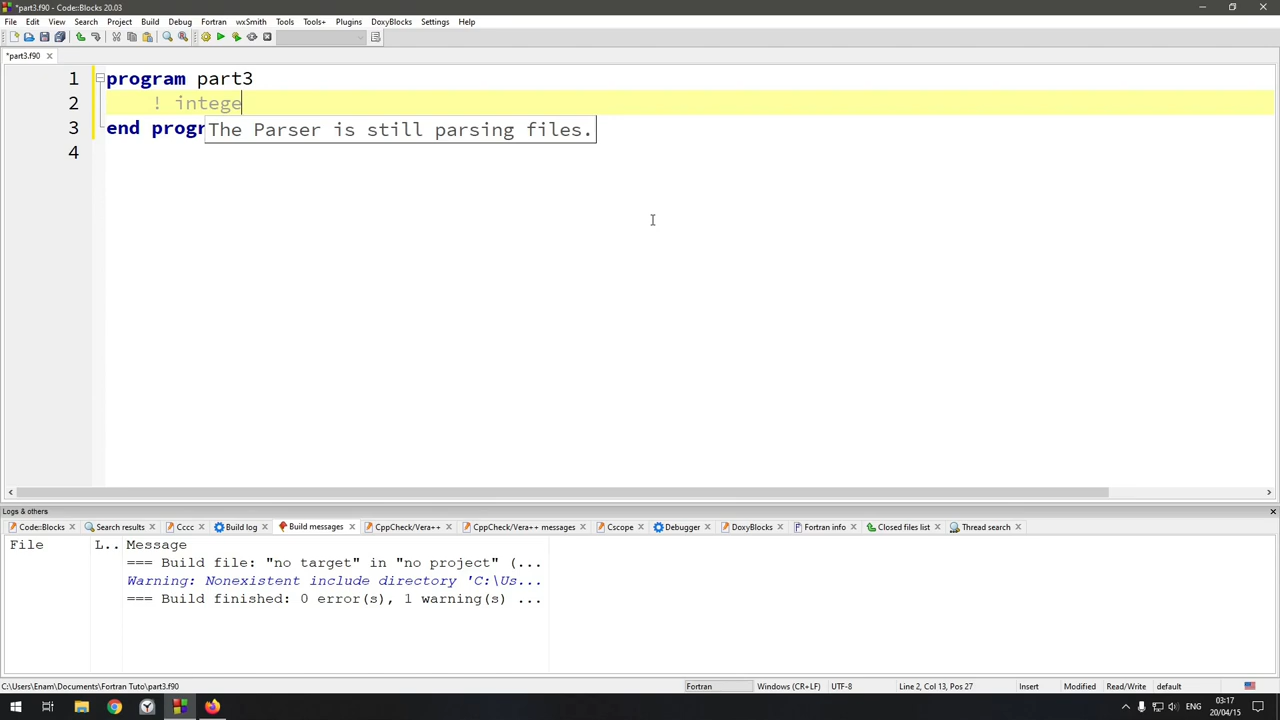 *part3.f90 - Code::Blocks 20.03
File Edit View Search Project Build Debug Fortran wxSmith Tools Tools+ Plugins DoxyBlocks Settings Help
*part3.f90
1 program part3
2 ! intege
3 end progr
The Parser is still parsing files.
4
Logs & others
Code::Blocks Search results Cccc Build log Build messages CppCheck/Vera++ CppCheck/Vera++ messages Cscope Debugger DoxyBlocks Fortran info Closed files list Thread search
File L.. Message
=== Build file: "no target" in "no project" (...
Warning: Nonexistent include directory 'C:\Us...
=== Build finished: 0 error(s), 1 warning(s) ...
C:\Users\Enam\Documents\Fortran Tuto\part3.f90 Fortran Windows (CR+LF) UTF-8 Line 2, Col 13, Pos 27 Insert Modified Read/Write default
ENG
03:17
20/04/15